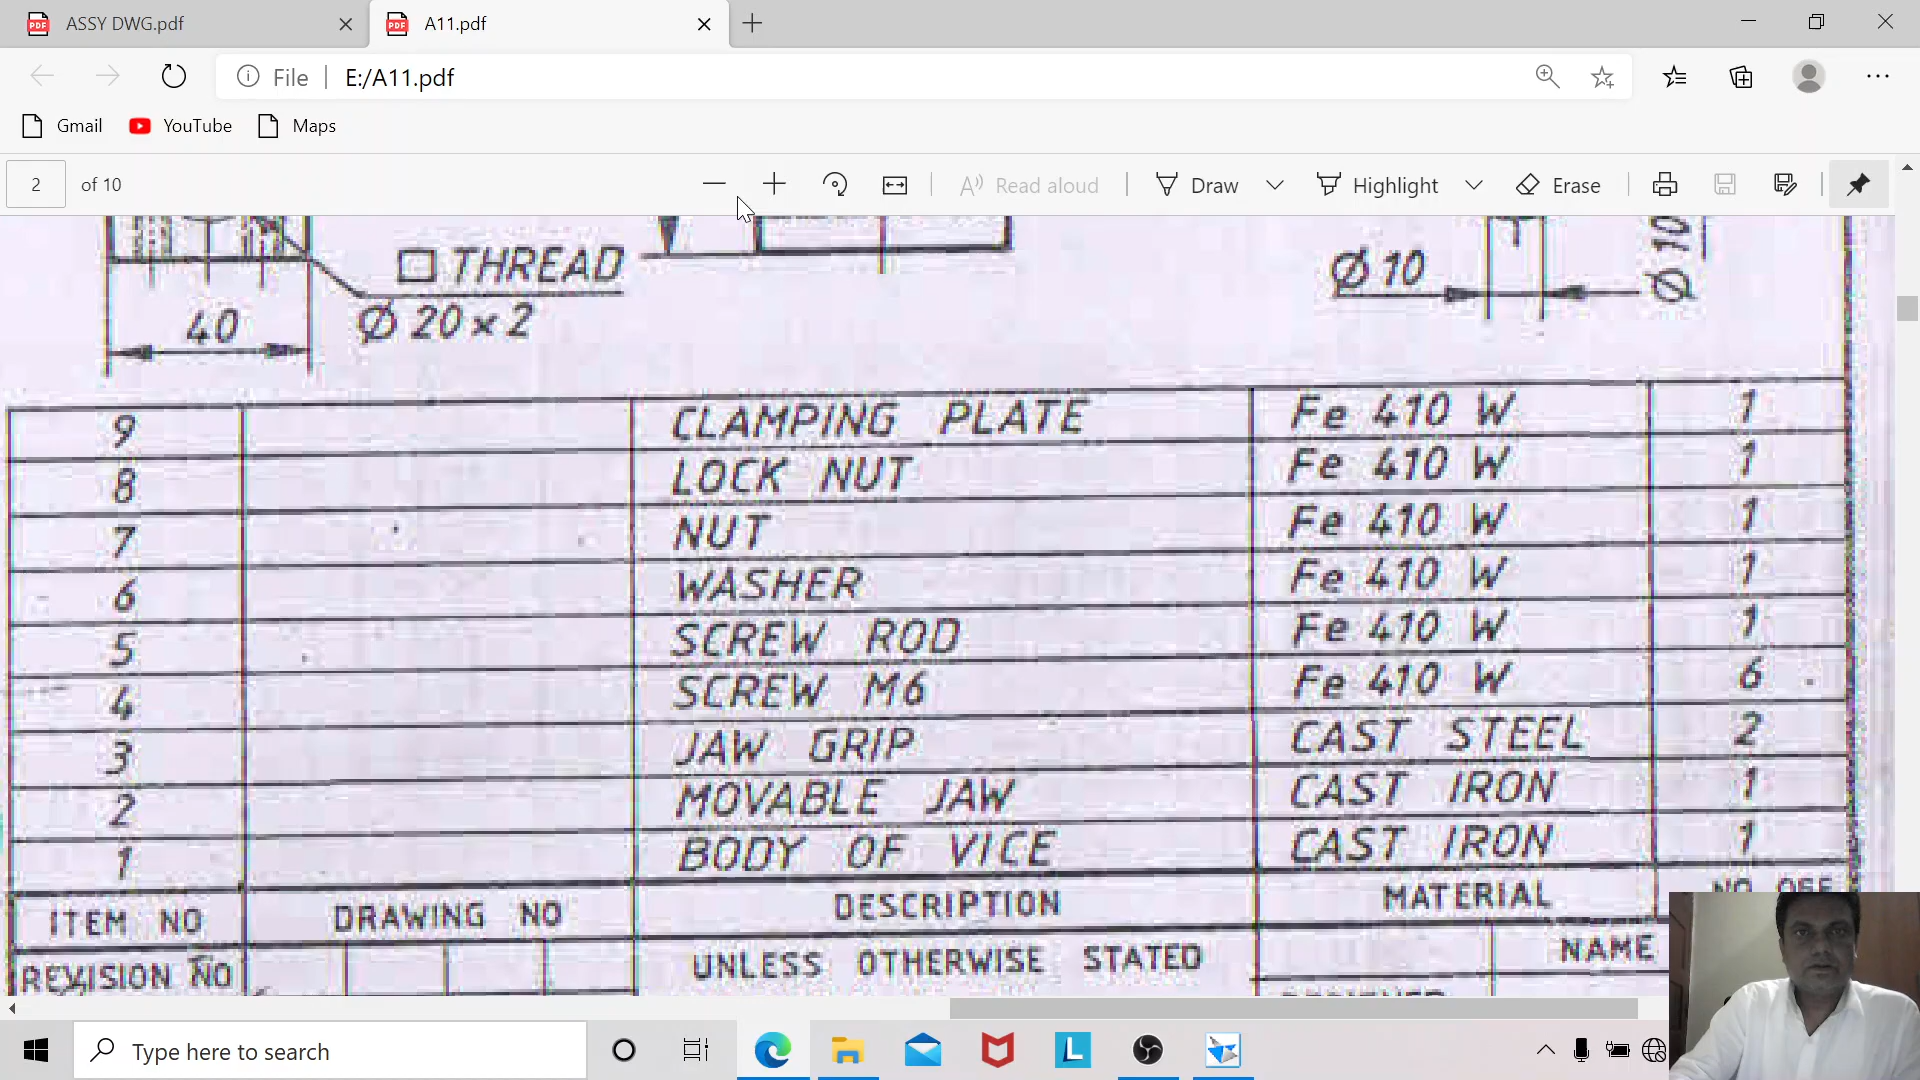 ASSY DWG.pdf
A11.pdf
File E:/A11.pdf
Gmail YouTube Maps
2 of 10 Read aloud Draw Highlight Erase
□ THREAD
Ø 20 x 2
40
Ø 10
Ø 10
9 CLAMPING PLATE Fe 410 W 1
8 LOCK NUT Fe 410 W 1
7 NUT Fe 410 W 1
6 WASHER Fe 410 W 1
5 SCREW ROD Fe 410 W 1
4 SCREW M6 Fe 410 W 6
3 JAW GRIP CAST STEEL 2
2 MOVABLE JAW CAST IRON 1
1 BODY OF VICE CAST IRON 1
ITEM NO DRAWING NO DESCRIPTION MATERIAL NO OFF
REVISION NO UNLESS OTHERWISE STATED NAME
Type here to search